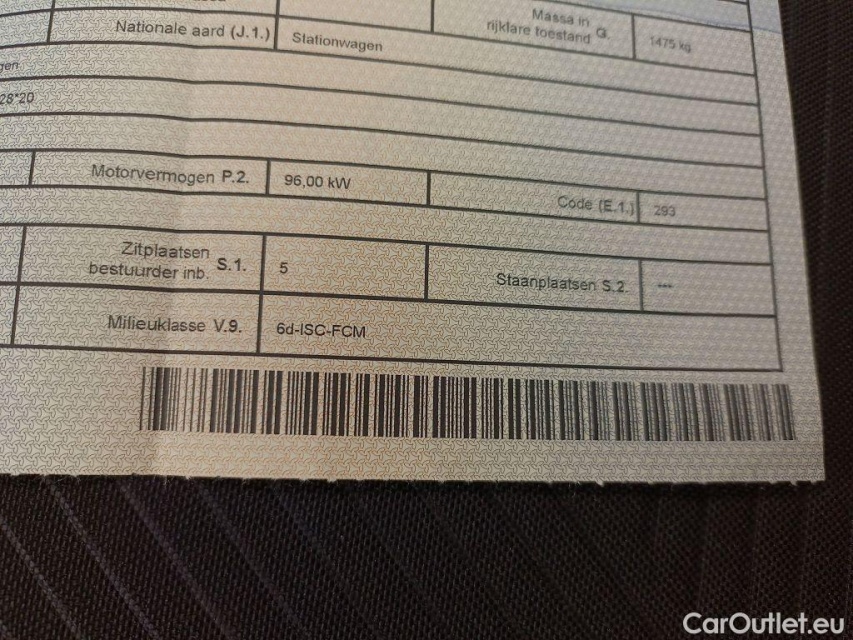 Massa in
rijklare toestand G. 1475 kg
Nationale aard (J.1.) Stationwagen
gen
28*20
Motorvermogen P.2. 96,00 kW
Code (E.1.) 293
Zitplaatsen
bestuurder inb. S.1. 5
Staanplaatsen S.2. ---
Milieuklasse V.9. 6d-ISC-FCM
CarOutlet.eu